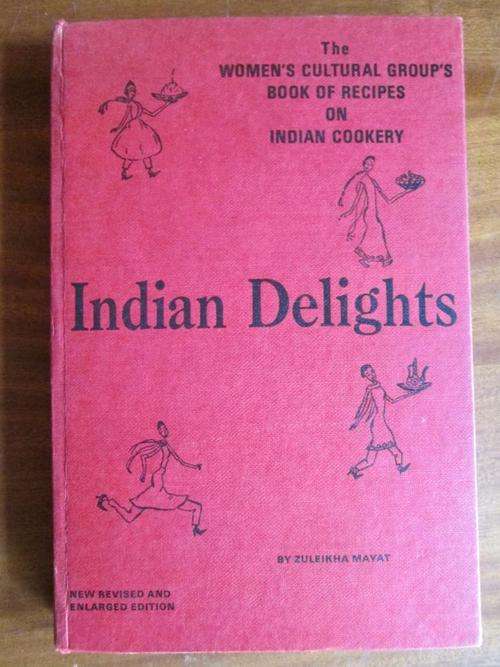 The
WOMEN'S CULTURAL GROUP'S
BOOK OF RECIPES
ON
INDIAN COOKERY
Indian Delights
BY ZULEIKHA MAYAT
NEW REVISED AND
ENLARGED EDITION